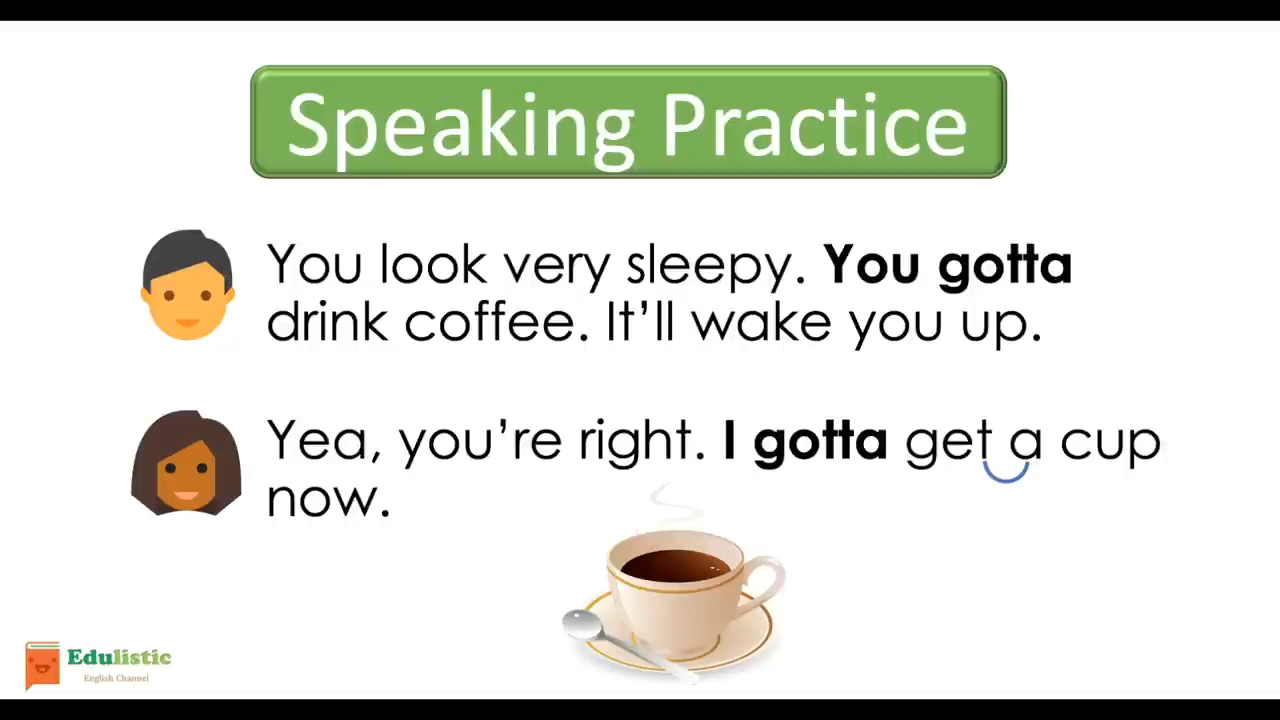 Speaking Practice
You look very sleepy. You gotta
drink coffee. It’ll wake you up.
Yea, you’re right. I gotta get a cup
now.
Edulistic
English Channel